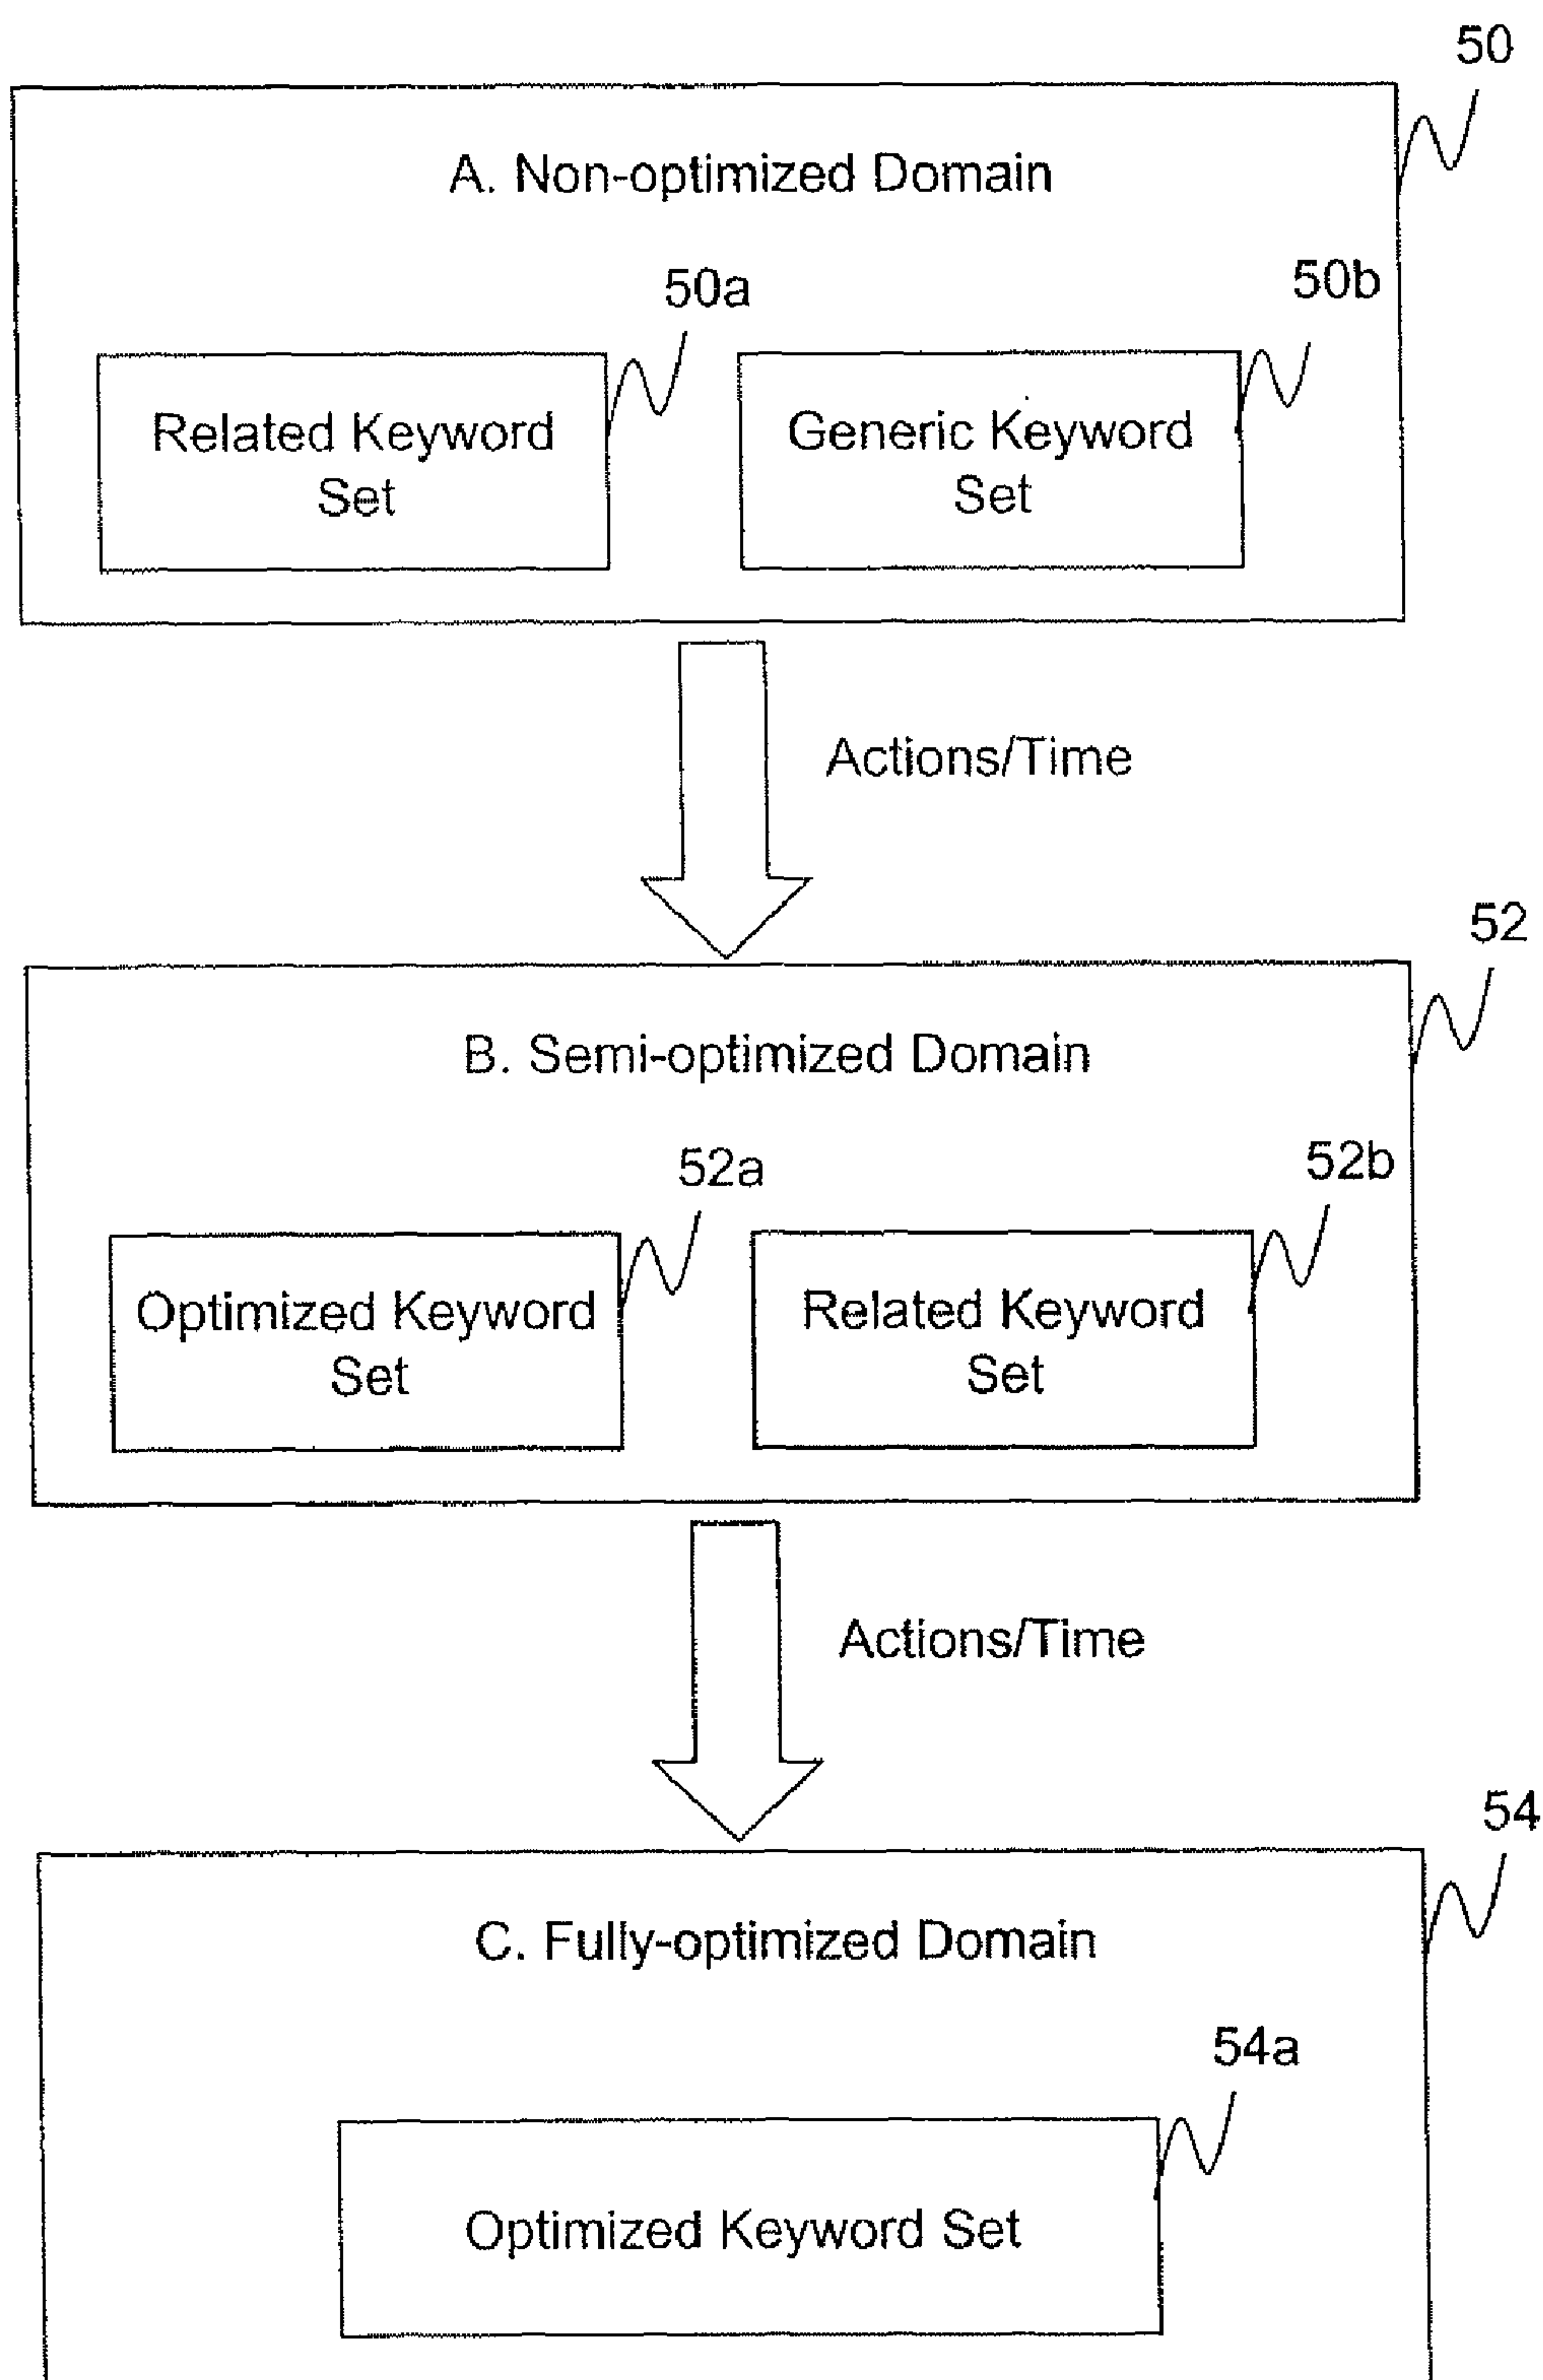 50
A. Non-optimized Domain
50a
50b
Related Keyword
Set
Generic Keyword
Set
Actions/Time
52
B. Semi-optimized Domain
52a
52b
Optimized Keyword
Set
Related Keyword
Set
Actions/Time
54
C. Fully-optimized Domain
54a
Optimized Keyword Set